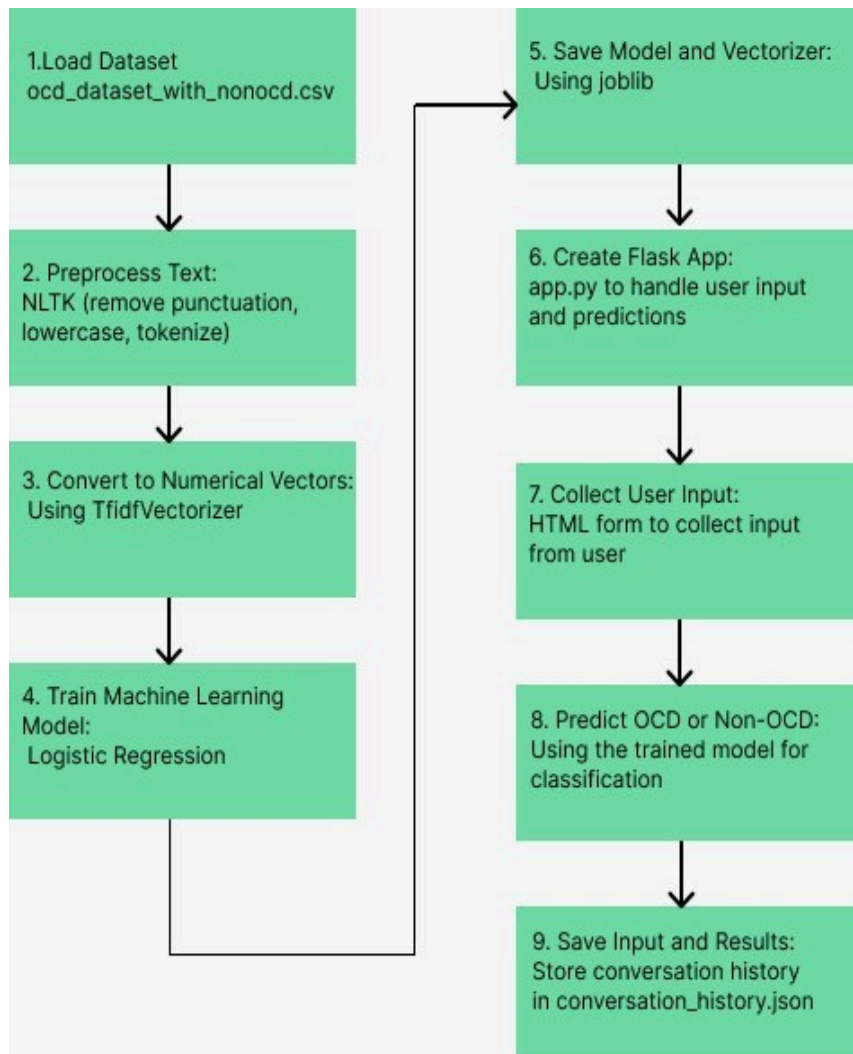 1.Load Dataset
ocd_dataset_with_nonocd.csv
2. Preprocess Text:
NLTK (remove punctuation,
lowercase, tokenize)
3. Convert to Numerical Vectors:
Using TfidfVectorizer
4. Train Machine Learning
Model:
Logistic Regression
5. Save Model and Vectorizer:
Using joblib
6. Create Flask App:
app.py to handle user input
and predictions
7. Collect User Input:
HTML form to collect input
from user
8. Predict OCD or Non-OCD:
Using the trained model for
classification
9. Save Input and Results:
Store conversation history
in conversation_history.json